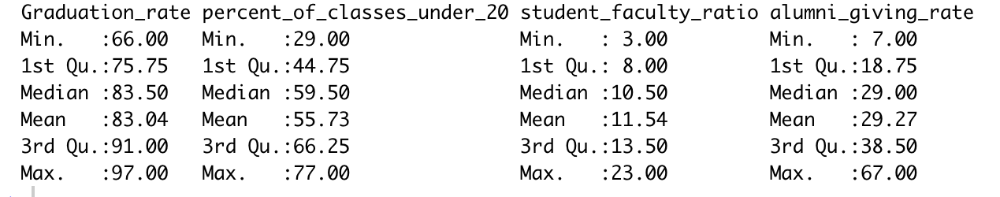 Graduation_rate percent_of_classes_under_20 student_faculty_ratio alumni_giving_rate
Min.   :66.00   Min.   :29.00               Min.   : 3.00         Min.   : 7.00
1st Qu.:75.75   1st Qu.:44.75               1st Qu.: 8.00         1st Qu.:18.75
Median :83.50   Median :59.50               Median :10.50         Median :29.00
Mean   :83.04   Mean   :55.73               Mean   :11.54         Mean   :29.27
3rd Qu.:91.00   3rd Qu.:66.25               3rd Qu.:13.50         3rd Qu.:38.50
Max.   :97.00   Max.   :77.00               Max.   :23.00         Max.   :67.00